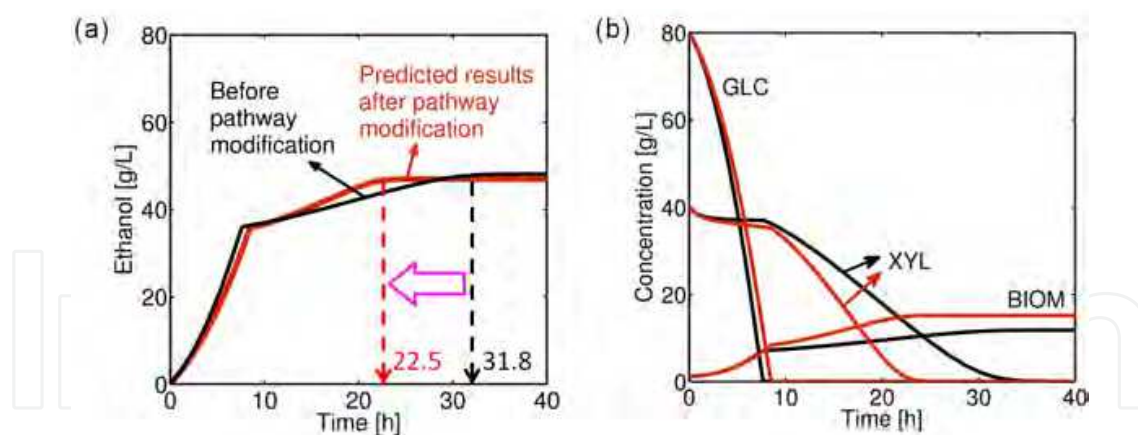 (a)
80
60
40
20
0
Ethanol [g/L]
Before
pathway
modification
Predicted results
after pathway
modification
22.5
31.8
0
10
20
30
40
Time [h]
(b)
80
60
40
20
0
Concentration [g/L]
GLC
XYL
BIOM
0
10
20
30
40
Time [h]